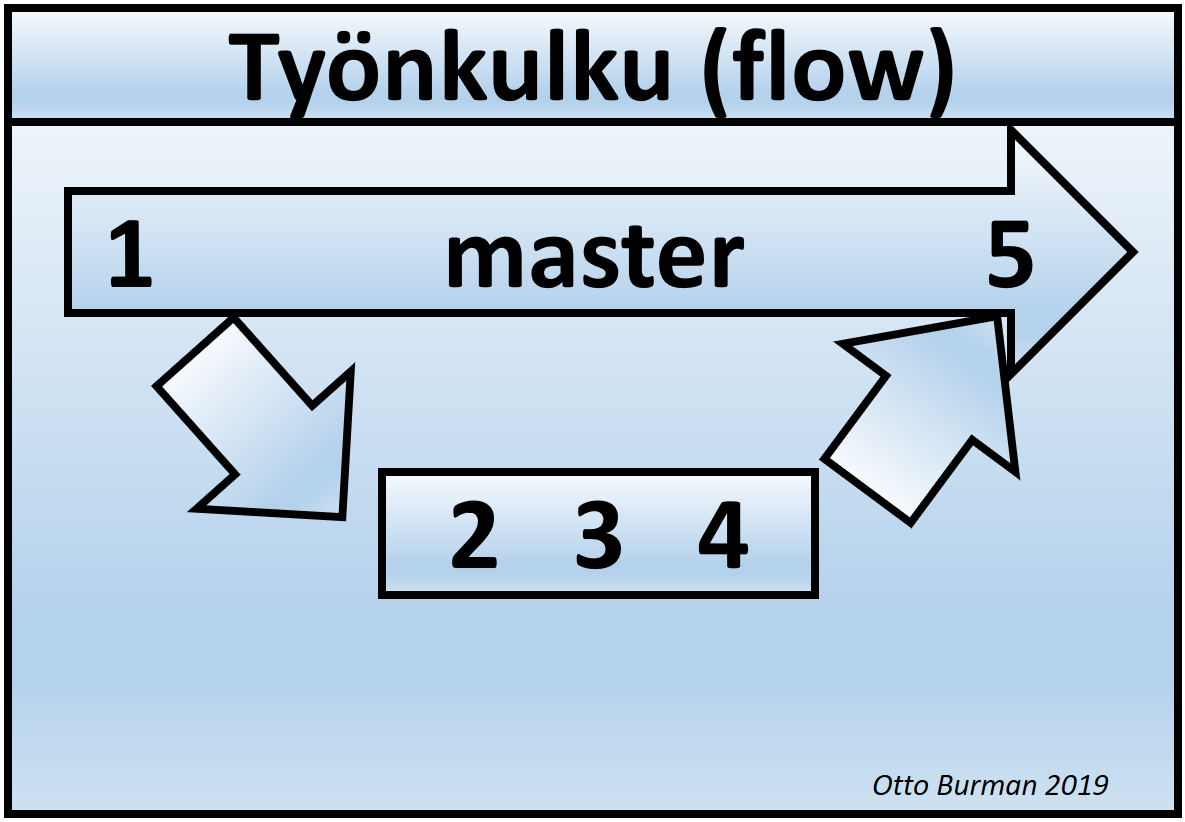 Työnkulku (flow)
1 master 5
2 3 4
Otto Burman 2019